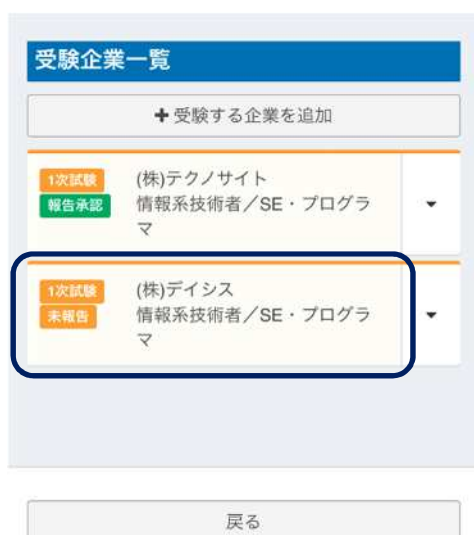 受験企業一覧
+ 受験する企業を追加
1次試験
報告承認
(株)テクノサイト
情報系技術者/SE・プログラ
マ
1次試験
未報告
(株)デイシス
情報系技術者/SE・プログラ
マ
戻る